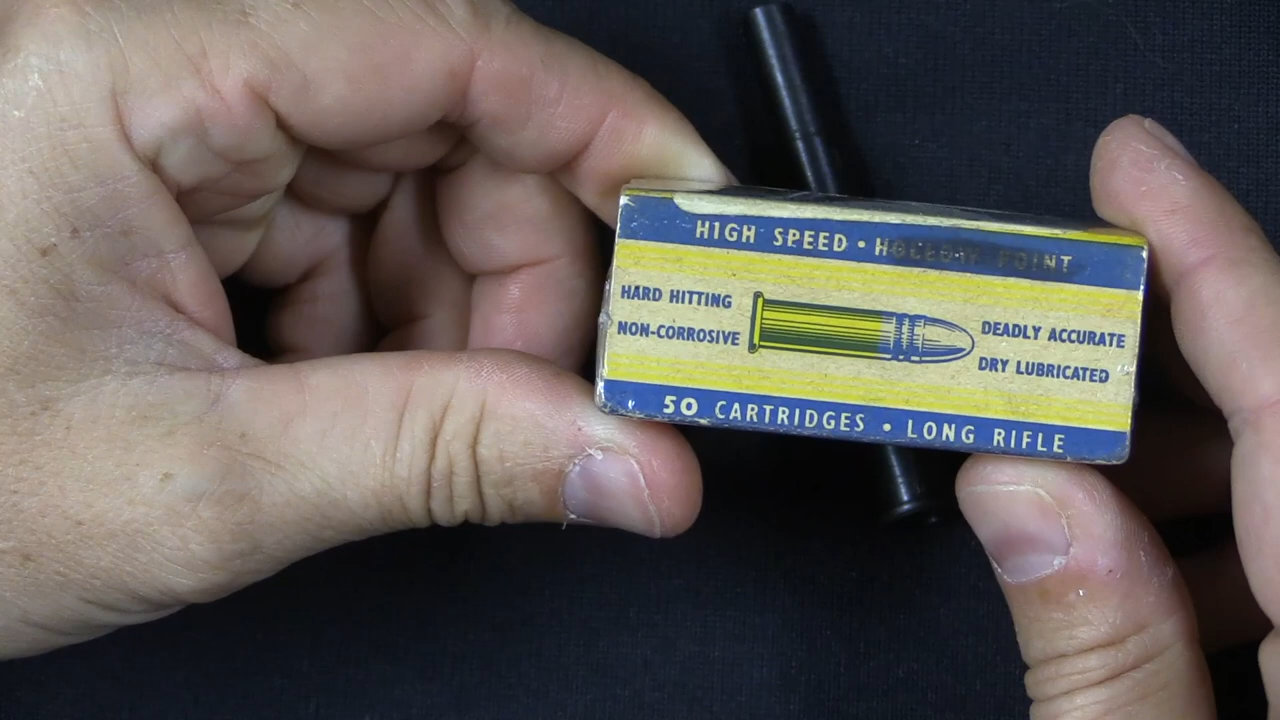 HIGH SPEED • HOLLOW POINT
HARD HITTING
NON-CORROSIVE
DEADLY ACCURATE
DRY LUBRICATED
50 CARTRIDGES • LONG RIFLE